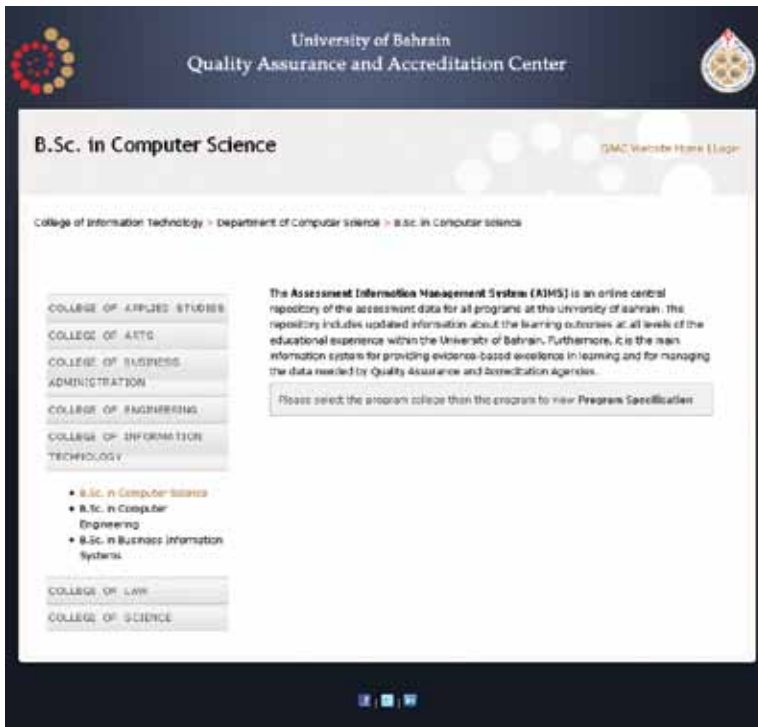 University of Bahrain
Quality Assurance and Accreditation Center
B.Sc. in Computer Science
QAAC Website Home | Login
College of Information Technology > Department of Computer Science > B.Sc. in Computer Science
COLLEGE OF APPLIED STUDIES
COLLEGE OF ARTS
COLLEGE OF BUSINESS
ADMINISTRATION
COLLEGE OF ENGINEERING
COLLEGE OF INFORMATION
TECHNOLOGY
B.Sc. in Computer Science
B.Sc. in Computer
Engineering
B.Sc. in Business Information
Systems
COLLEGE OF LAW
COLLEGE OF SCIENCE
The Assessment Information Management System (AIMS) is an online central
repository of the assessment data for all programs at the University of Bahrain. The
repository includes updated information about the learning outcomes at all levels of the
educational experience within the University of Bahrain. Furthermore, it is the main
information system for providing evidence-based excellence in learning and for managing
the data needed by Quality Assurance and Accreditation Agencies.
Please select the program college then the program to view Program Specification